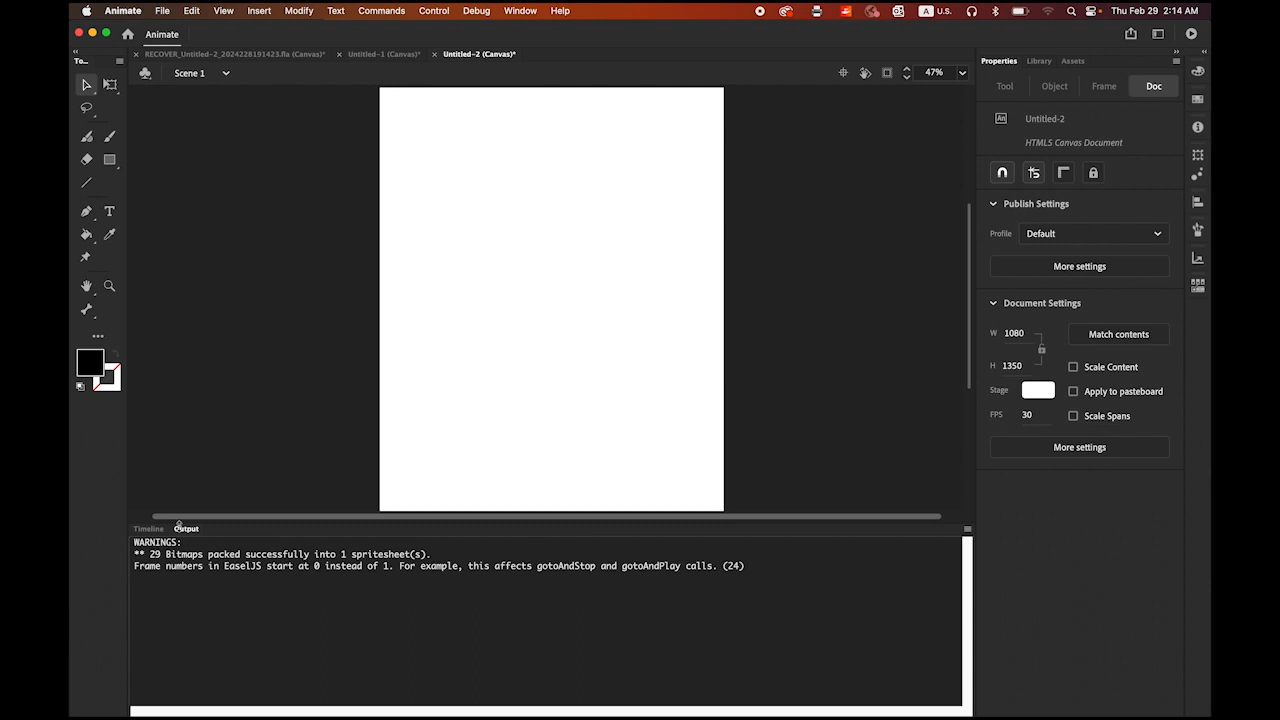 Animate File Edit View Insert Modify Text Commands Control Debug Window Help A U.S. Thu Feb 29 2:14 AM
Animate
To...
RECOVER_Untitled-2_2024228191423.fla (Canvas)* Untitled-1 (Canvas)* Untitled-2 (Canvas)*
Scene 1 47%
Properties Library Assets
Tool Object Frame Doc
An Untitled-2
HTML5 Canvas Document
Publish Settings
Profile Default
More settings
Document Settings
W 1080 Match contents
H 1350 Scale Content
Stage Apply to pasteboard
FPS 30 Scale Spans
More settings
T
Timeline Output
WARNINGS:
** 29 Bitmaps packed successfully into 1 spritesheet(s).
Frame numbers in EaselJS start at 0 instead of 1. For example, this affects gotoAndStop and gotoAndPlay calls. (24)